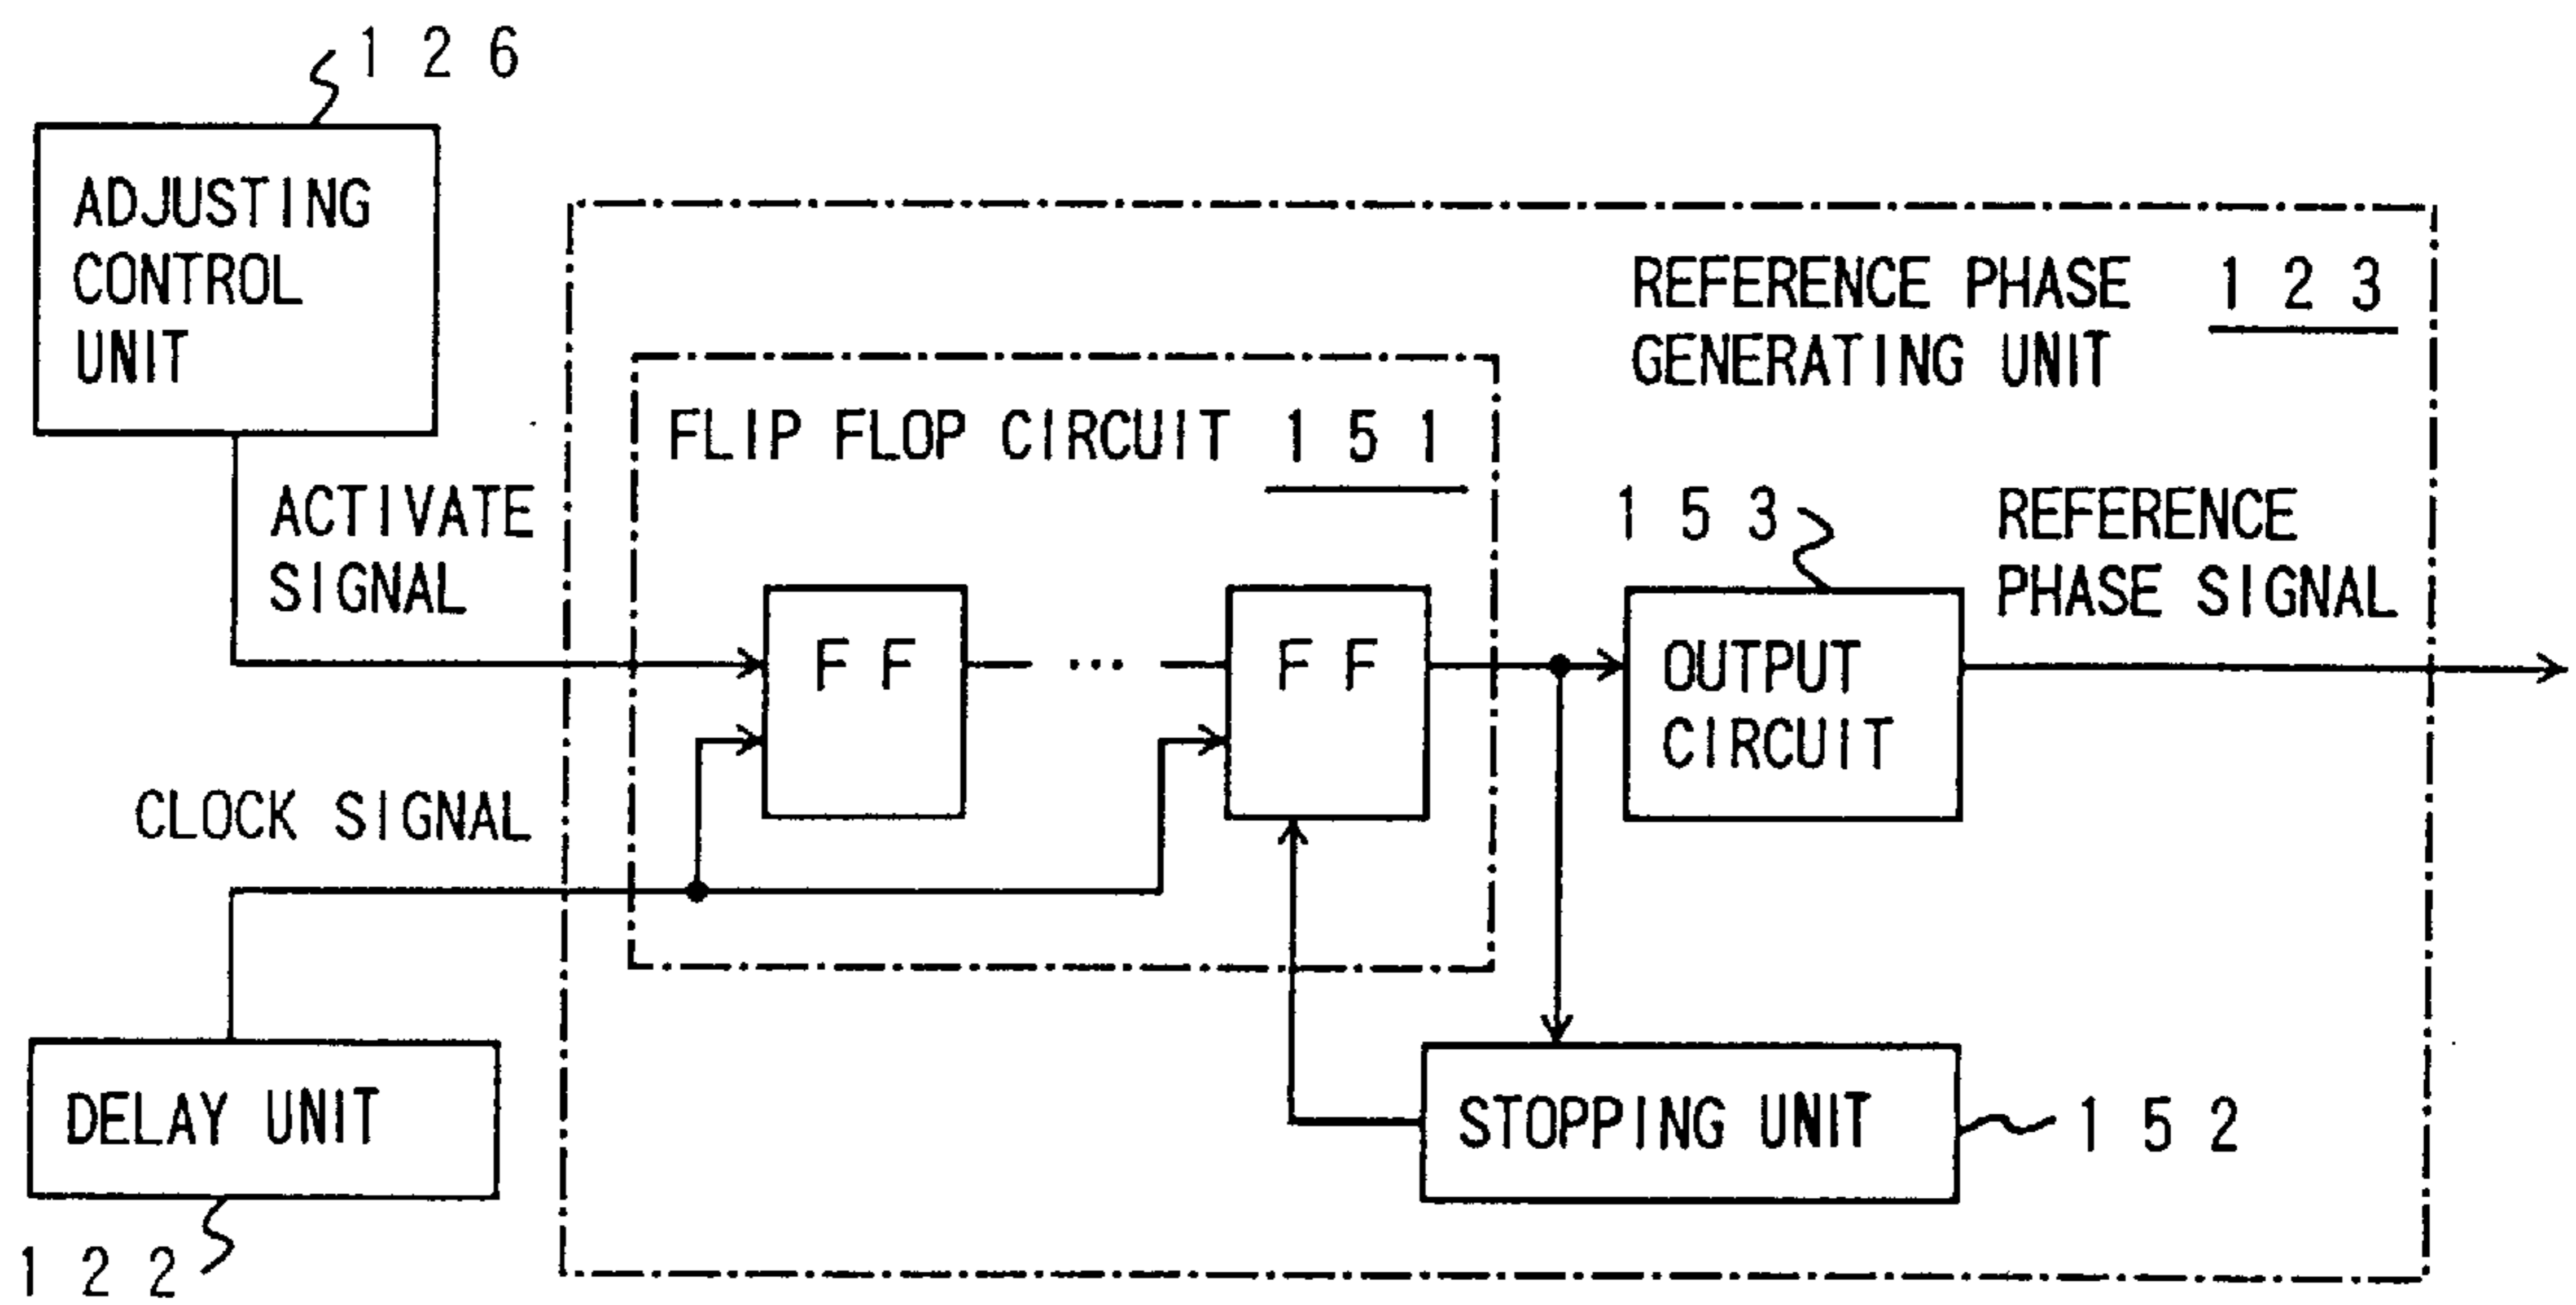 126
ADJUSTING
CONTROL
UNIT
REFERENCE PHASE 123
GENERATING UNIT
FLIP FLOP CIRCUIT 151
ACTIVATE
SIGNAL
153
REFERENCE
PHASE SIGNAL
FF
...
FF
OUTPUT
CIRCUIT
CLOCK SIGNAL
DELAY UNIT
STOPPING UNIT
152
122